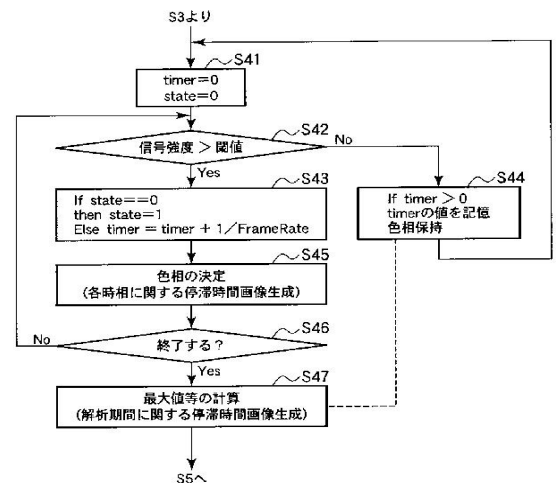 S3より
S41
timer=0
state=0
S42
信号強度 > 閾値
No
Yes
S43
If state==0
then state=1
Else timer = timer + 1/FrameRate
S44
If timer > 0
timerの値を記憶
色相保持
S45
色相の決定
(各時相に関する停滞時間画像生成)
S46
終了する?
No
Yes
S47
最大値等の計算
(解析期間に関する停滞時間画像生成)
S5へ